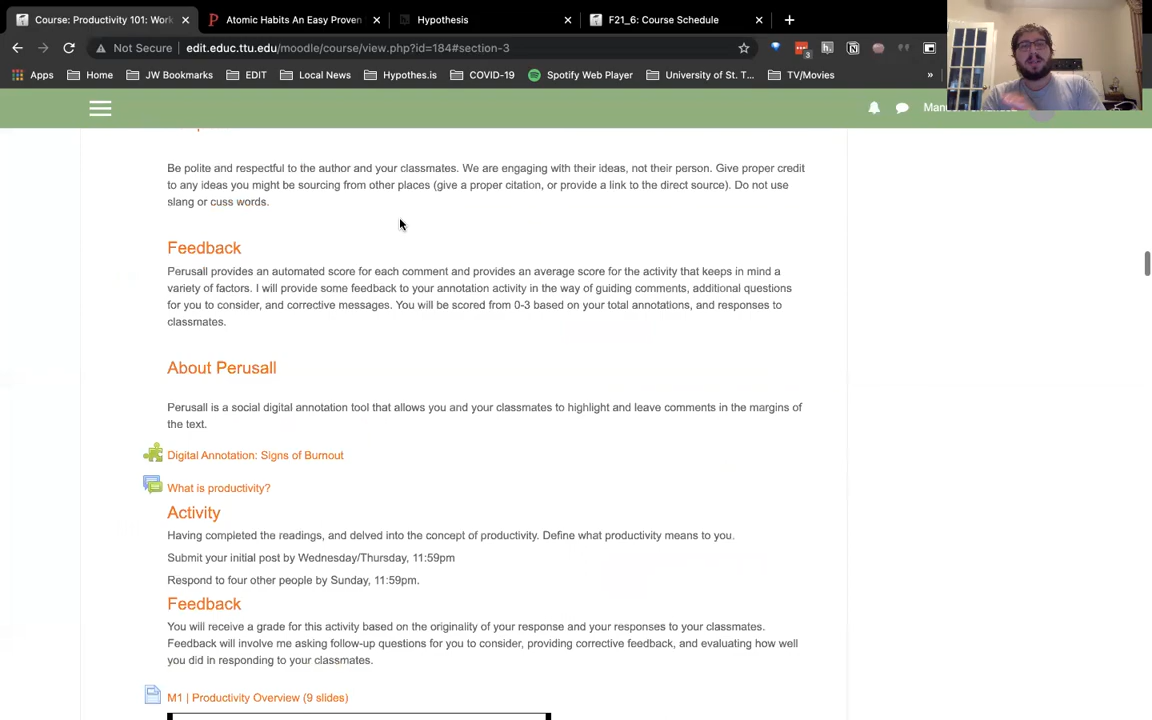 Course: Productivity 101: Work
Atomic Habits An Easy Proven
Hypothesis
F21_6: Course Schedule
Not Secure
edit.educ.ttu.edu/moodle/course/view.php?id=184#section-3
Apps
Home
JW Bookmarks
EDIT
Local News
Hypothes.is
COVID-19
Spotify Web Player
University of St. T...
TV/Movies
Be polite and respectful to the author and your classmates. We are engaging with their ideas, not their person. Give proper credit
to any ideas you might be sourcing from other places (give a proper citation, or provide a link to the direct source). Do not use
slang or cuss words.
Feedback
Perusall provides an automated score for each comment and provides an average score for the activity that keeps in mind a
variety of factors. I will provide some feedback to your annotation activity in the way of guiding comments, additional questions
for you to consider, and corrective messages. You will be scored from 0-3 based on your total annotations, and responses to
classmates.
About Perusall
Perusall is a social digital annotation tool that allows you and your classmates to highlight and leave comments in the margins of
the text.
Digital Annotation: Signs of Burnout
What is productivity?
Activity
Having completed the readings, and delved into the concept of productivity. Define what productivity means to you.
Submit your initial post by Wednesday/Thursday, 11:59pm
Respond to four other people by Sunday, 11:59pm.
Feedback
You will receive a grade for this activity based on the originality of your response and your responses to your classmates.
Feedback will involve me asking follow-up questions for you to consider, providing corrective feedback, and evaluating how well
you did in responding to your classmates.
M1 | Productivity Overview (9 slides)